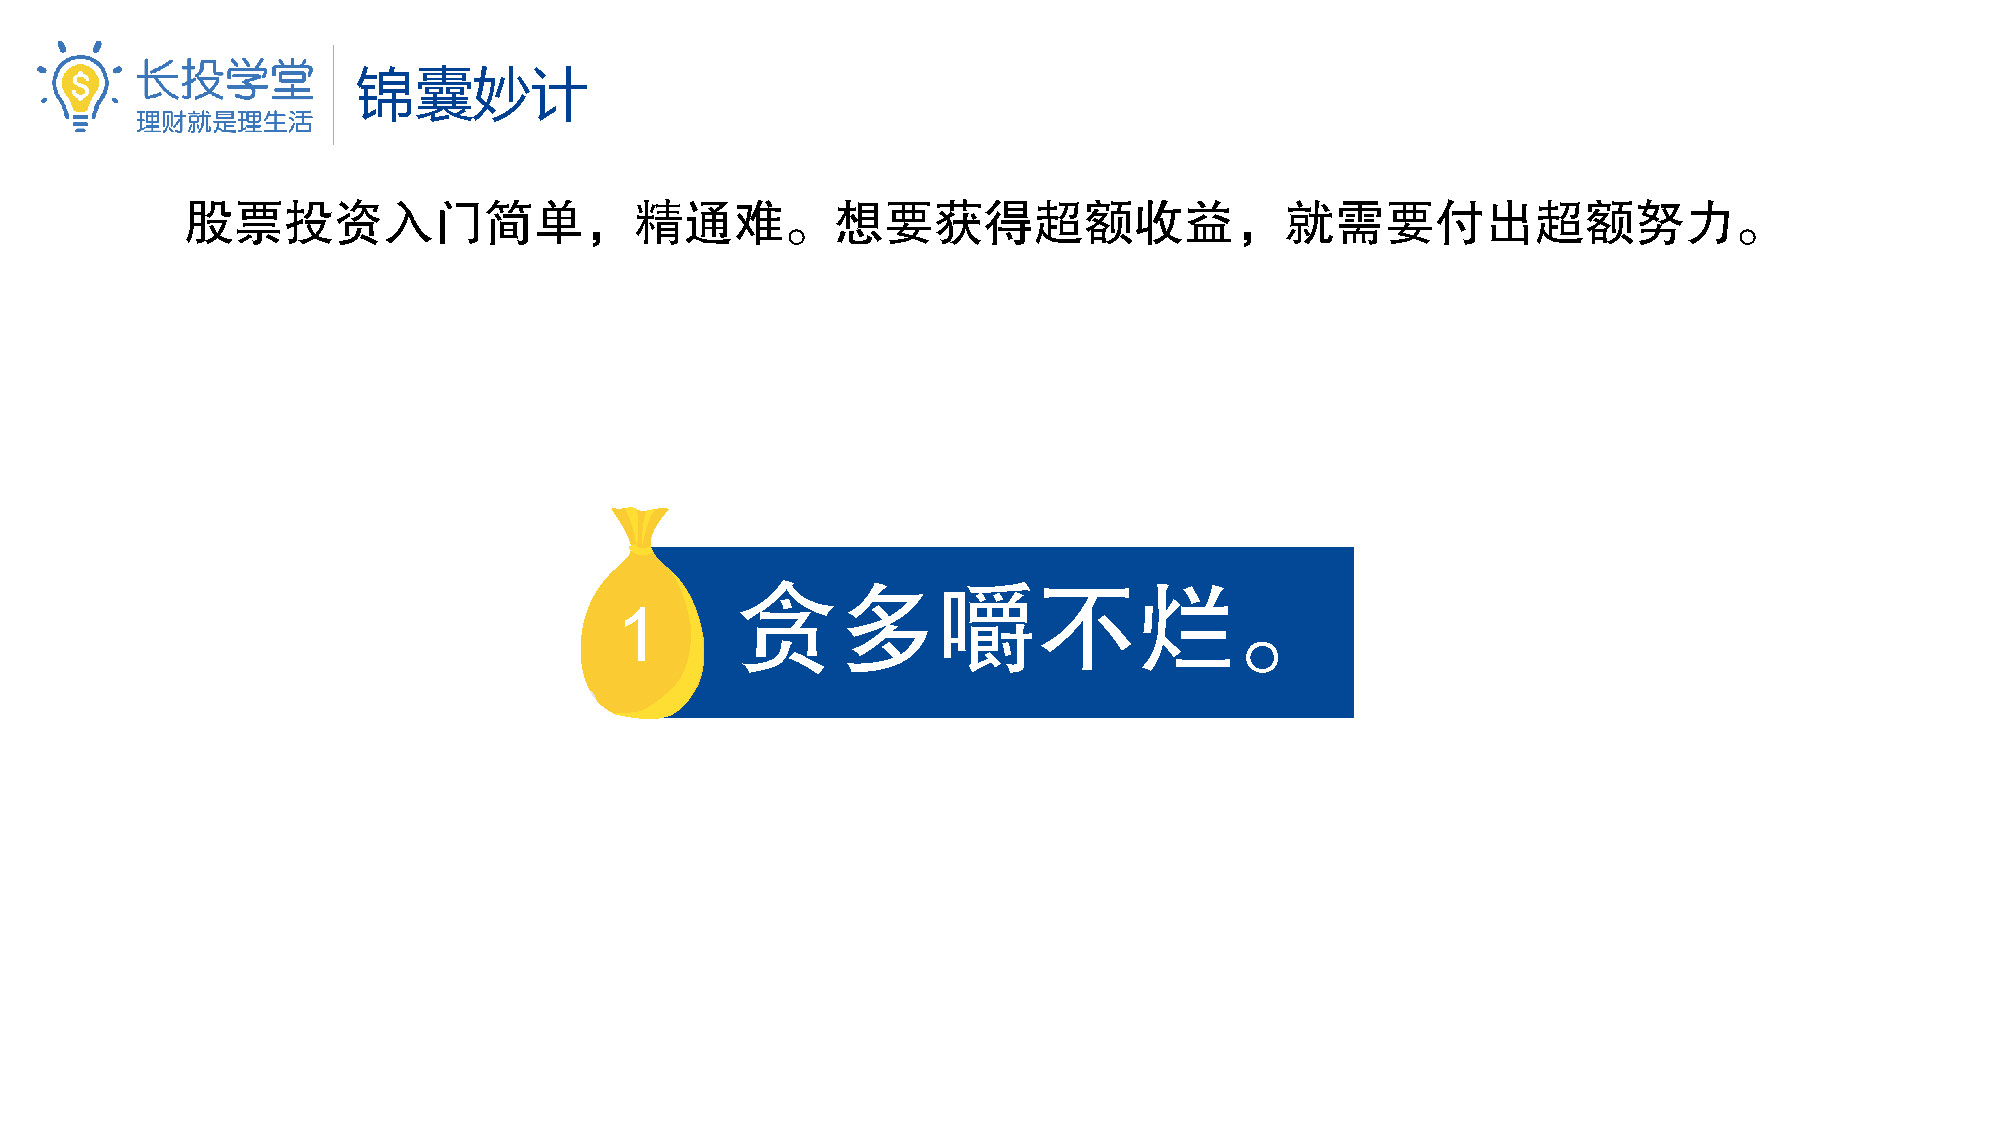 长投学堂
理财就是理生活
锦囊妙计
股票投资入门简单，精通难。想要获得超额收益，就需要付出超额努力。
1
贪多嚼不烂。